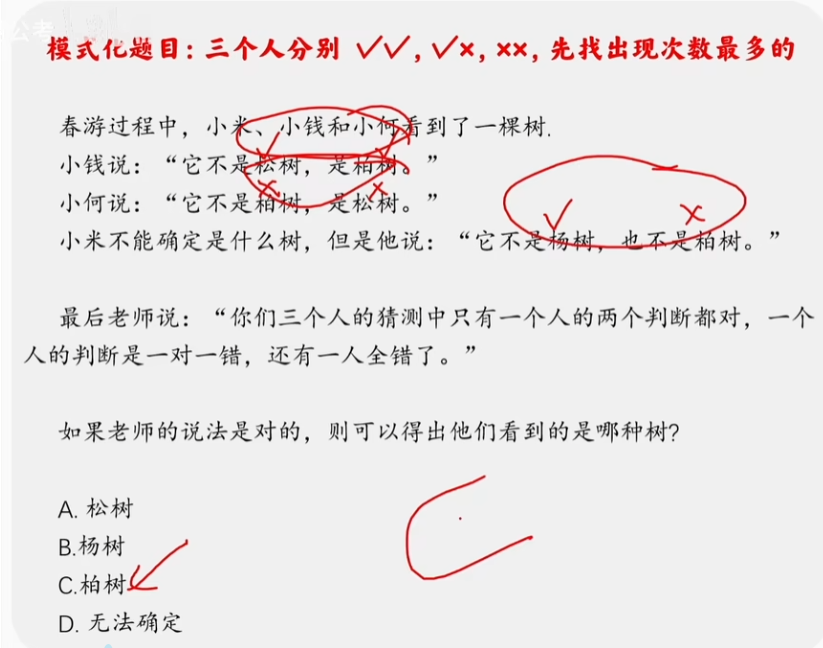 公考
模式化题目：三个人分别 ✓✓，✓×，××，先找出现次数最多的
春游过程中，小米、小钱和小何看到了一棵树.
小钱说：“它不是松树，是柏树。”
小何说：“它不是柏树，是松树。”
小米不能确定是什么树，但是他说：“它不是杨树，也不是柏树。”
最后老师说：“你们三个人的猜测中只有一个人的两个判断都对，一个
人的判断是一对一错，还有一人全错了。”
如果老师的说法是对的，则可以得出他们看到的是哪种树?
A. 松树
B.杨树
C.柏树
D. 无法确定